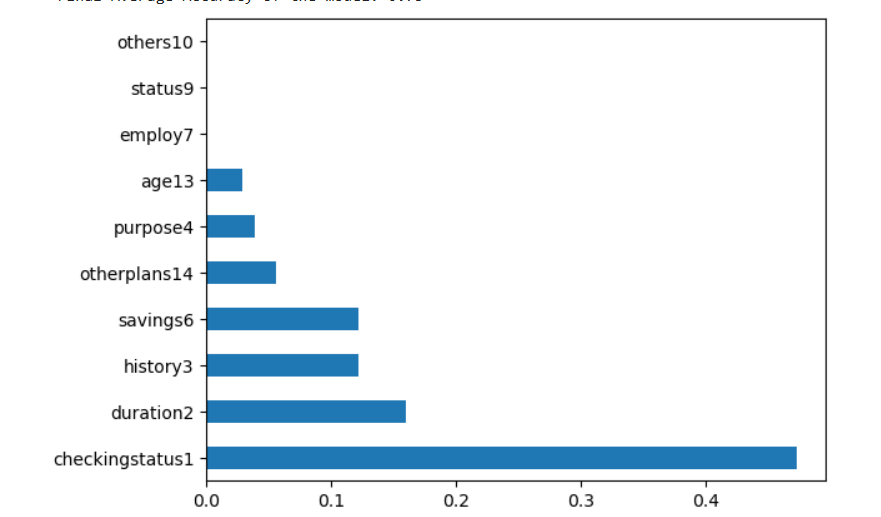 others10
status9
employ7
age13
purpose4
otherplans14
savings6
history3
duration2
checkingstatus1
0.0 0.1 0.2 0.3 0.4